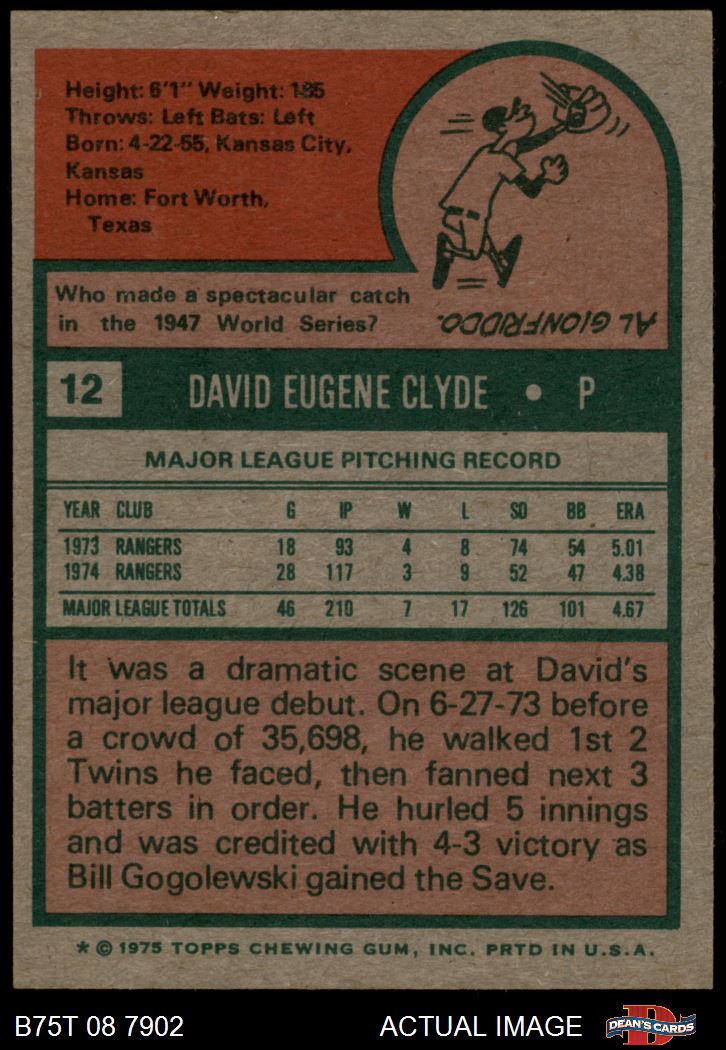 Height: 6'1" Weight: 185
Throws: Left Bats: Left
Born: 4-22-55, Kansas City,
Kansas
Home: Fort Worth,
Texas
Who made a spectacular catch
in the 1947 World Series?
AL GIONFRIDDO.
12 DAVID EUGENE CLYDE • P
MAJOR LEAGUE PITCHING RECORD
YEAR CLUB G IP W L SO BB ERA
1973 RANGERS 18 93 4 8 74 54 5.01
1974 RANGERS 28 117 3 9 52 47 4.38
MAJOR LEAGUE TOTALS 46 210 7 17 126 101 4.67
It was a dramatic scene at David's
major league debut. On 6-27-73 before
a crowd of 35,698, he walked 1st 2
Twins he faced, then fanned next 3
batters in order. He hurled 5 innings
and was credited with 4-3 victory as
Bill Gogolewski gained the Save.
* © 1975 TOPPS CHEWING GUM, INC. PRTD IN U.S.A.
B75T 08 7902 ACTUAL IMAGE DEAN'S CARDS